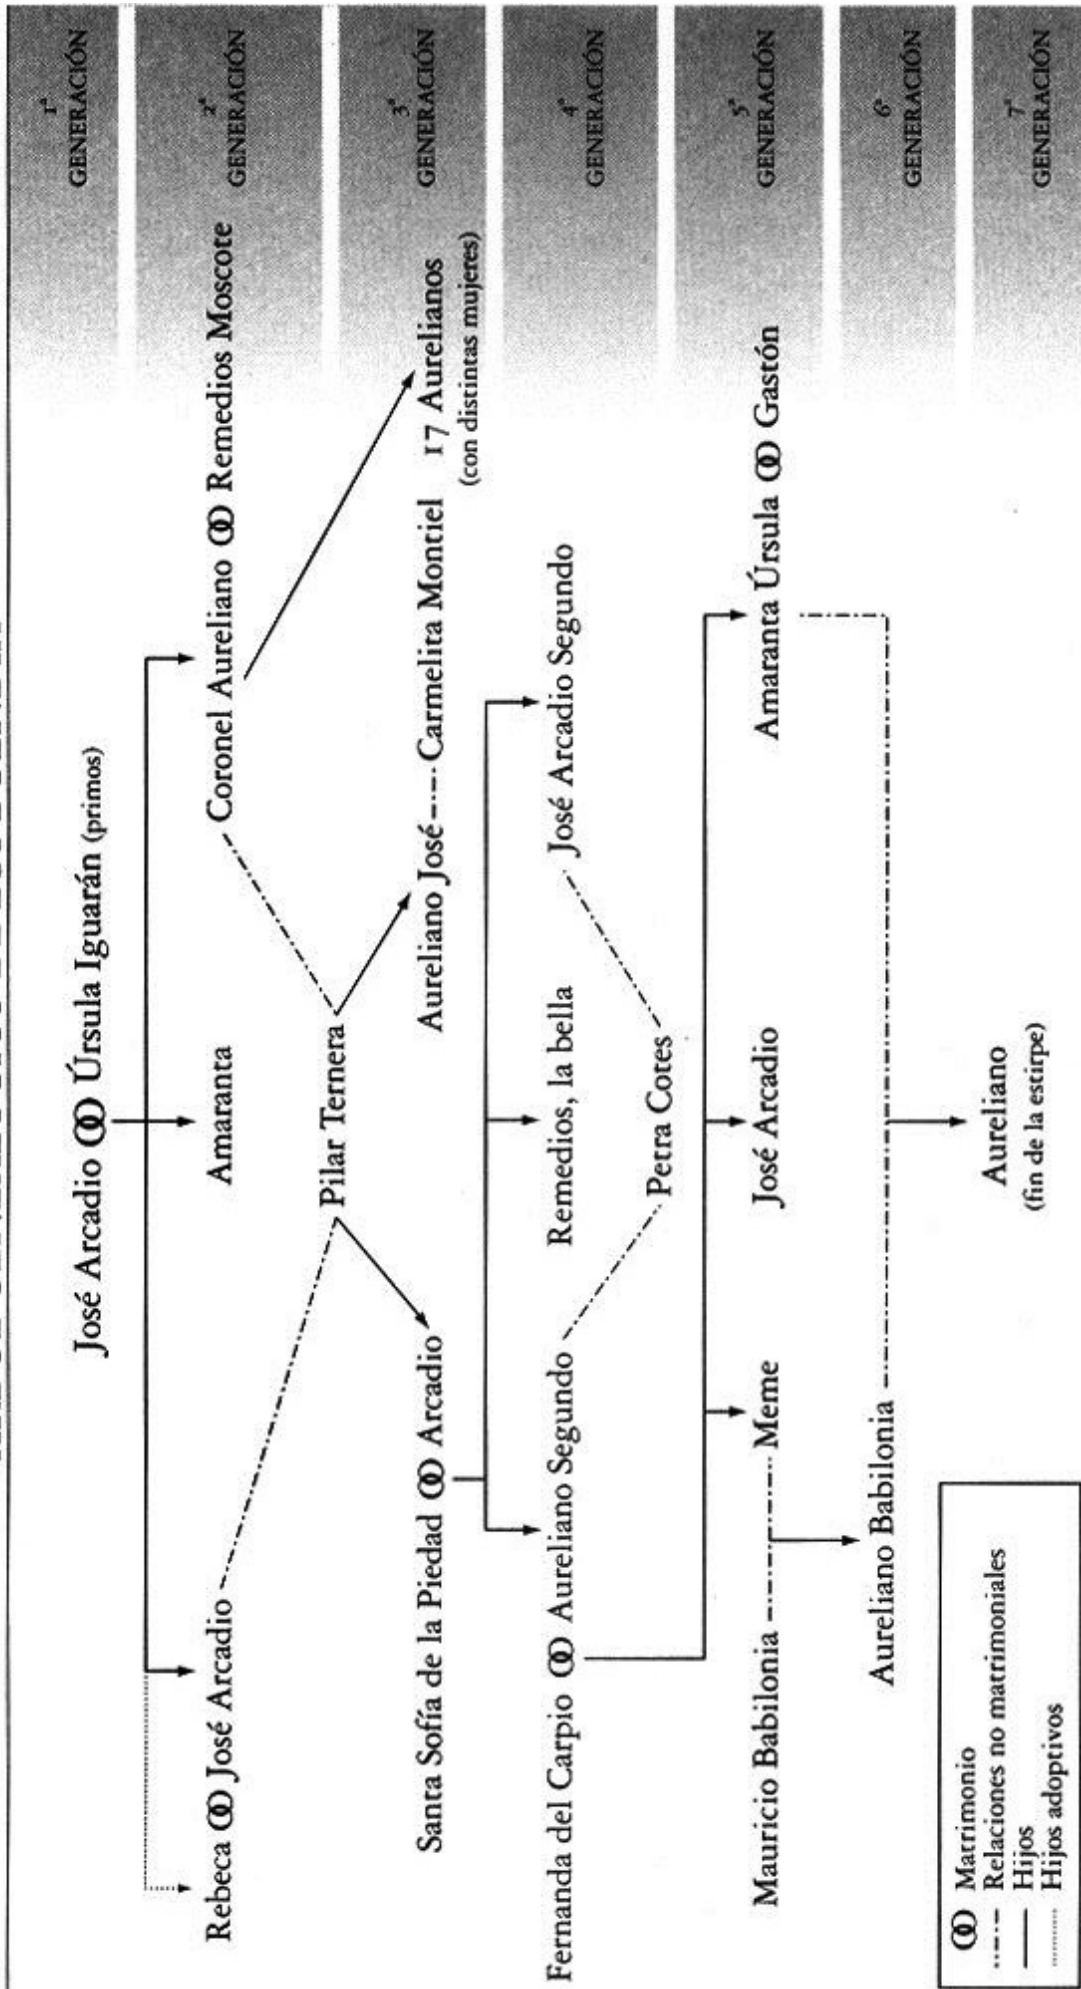 José Arcadio Úrsula Iguarán (primos)
1ª
GENERACIÓN
Rebeca José Arcadio
Amaranta
Coronel Aureliano Remedios Moscote
2ª
GENERACIÓN
Pilar Ternera
Santa Sofía de la Piedad Arcadio
Aureliano José Carmelita Montiel
17 Aurelianos
(con distintas mujeres)
3ª
GENERACIÓN
Fernanda del Carpio Aureliano Segundo
Remedios, la bella
José Arcadio Segundo
4ª
GENERACIÓN
Petra Cotes
Mauricio Babilonia Meme
José Arcadio
Amaranta Úrsula Gastón
5ª
GENERACIÓN
Aureliano Babilonia
6ª
GENERACIÓN
Aureliano
(fin de la estirpe)
7ª
GENERACIÓN
Matrimonio
Relaciones no matrimoniales
Hijos
Hijos adoptivos